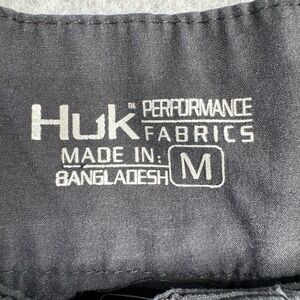 Huk™ PERFORMANCE
FABRICS
MADE IN:
BANGLADESH M